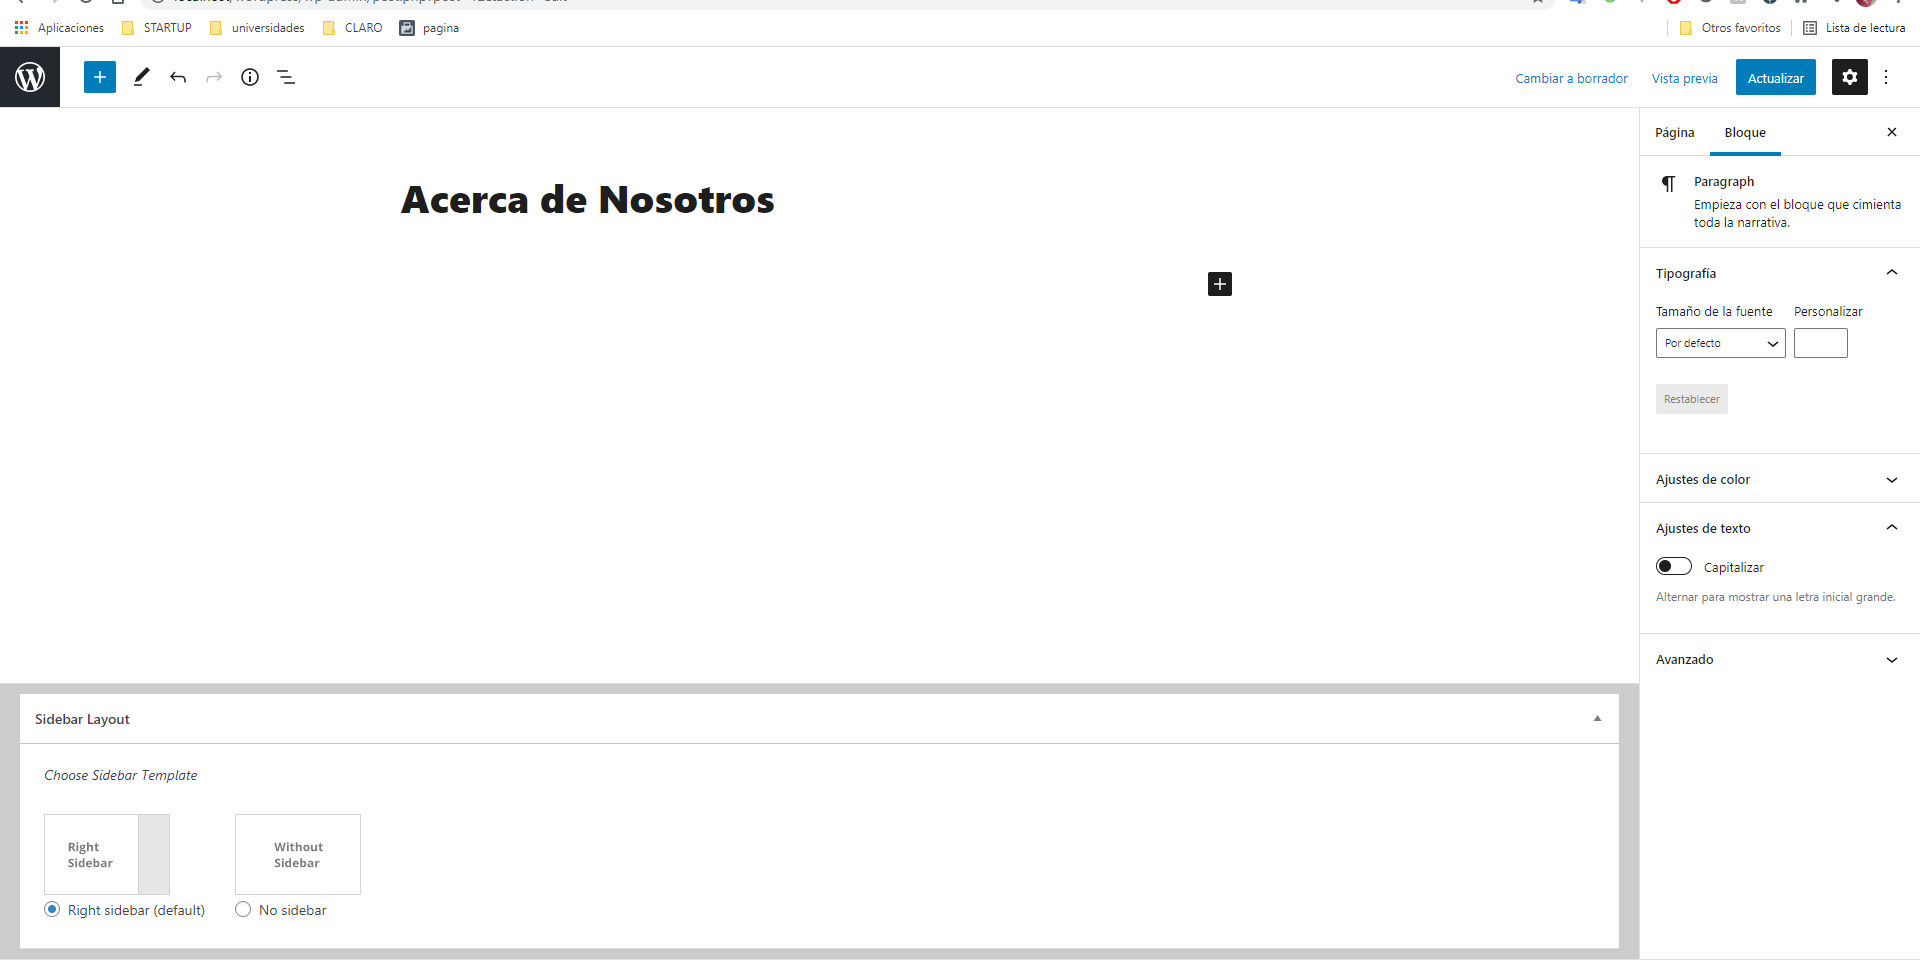 Aplicaciones STARTUP universidades CLARO pagina Otros favoritos Lista de lectura
Cambiar a borrador Vista previa Actualizar
Página Bloque
Acerca de Nosotros
Paragraph
Empieza con el bloque que cimienta
toda la narrativa.
Tipografía
Tamaño de la fuente Personalizar
Por defecto
Restablecer
Ajustes de color
Ajustes de texto
Capitalizar
Alternar para mostrar una letra inicial grande.
Avanzado
Sidebar Layout
Choose Sidebar Template
Right
Sidebar
Without
Sidebar
Right sidebar (default) No sidebar